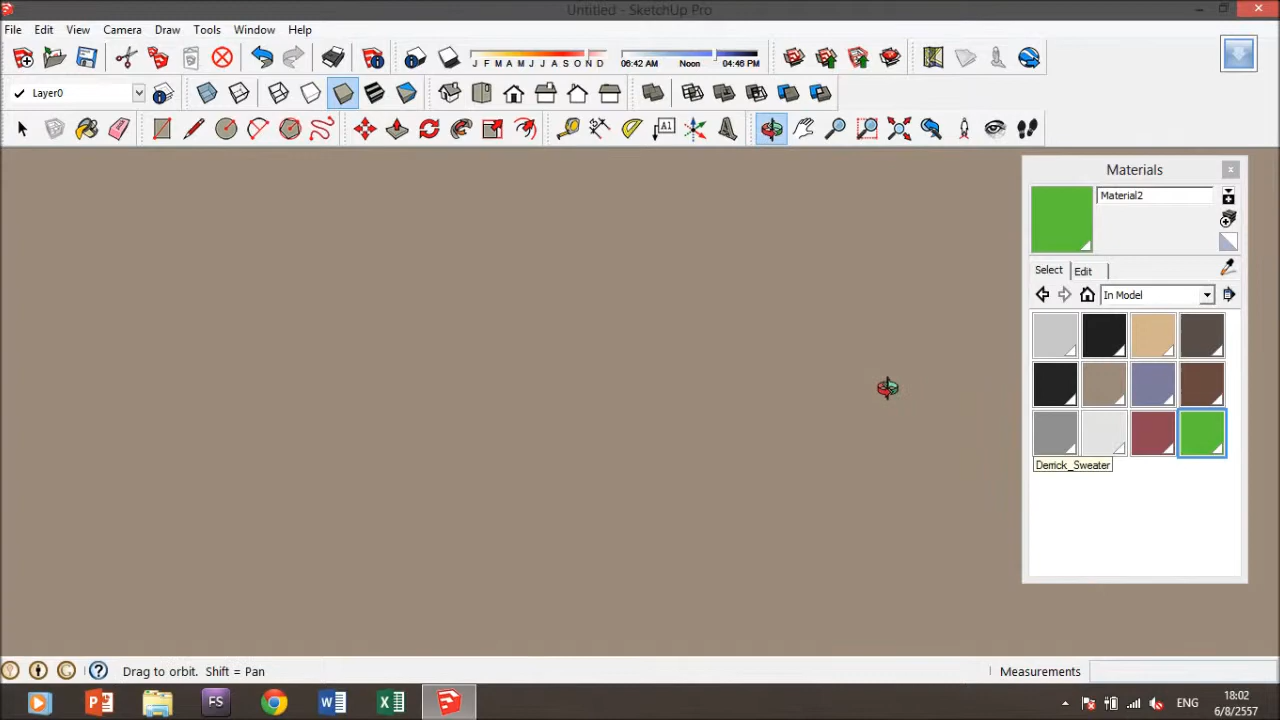 Untitled - SketchUp Pro
File Edit View Camera Draw Tools Window Help
J F M A M J J A S O N D
06:42 AM Noon 04:46 PM
Layer0
A1
Materials
Material2
Select Edit
In Model
Derrick_Sweater
Drag to orbit. Shift = Pan
Measurements
FS
ENG
18:02
6/8/2557